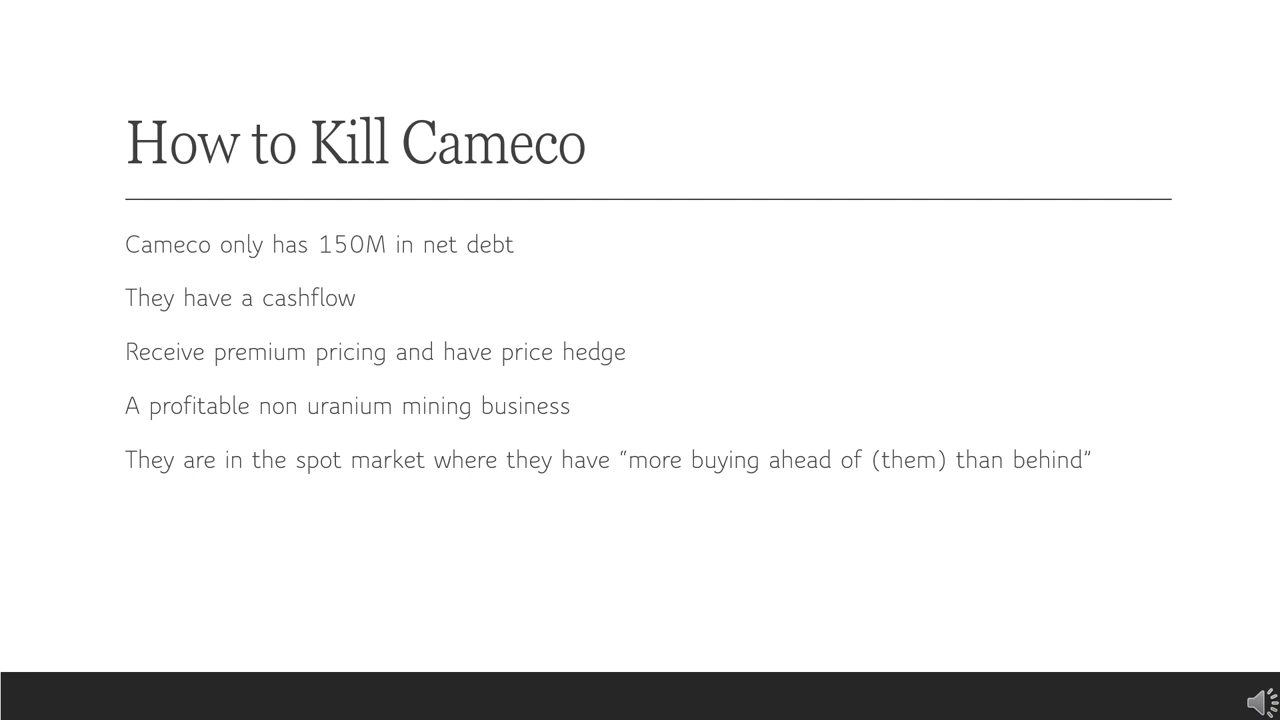 How to Kill Cameco
Cameco only has 150M in net debt
They have a cashflow
Receive premium pricing and have price hedge
A profitable non uranium mining business
They are in the spot market where they have “more buying ahead of (them) than behind”